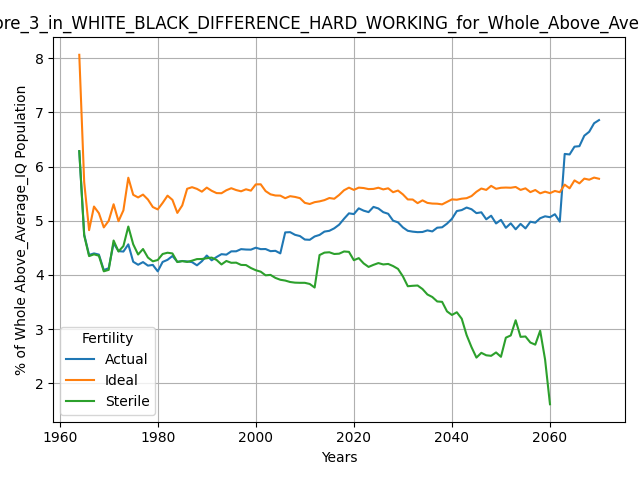 ore_3_in_WHITE_BLACK_DIFFERENCE_HARD_WORKING_for_Whole_Above_Ave
% of Whole Above_Average_IQ Population
8
7
6
5
4
3
2
Fertility
Actual
Ideal
Sterile
1960 1980 2000 2020 2040 2060
Years